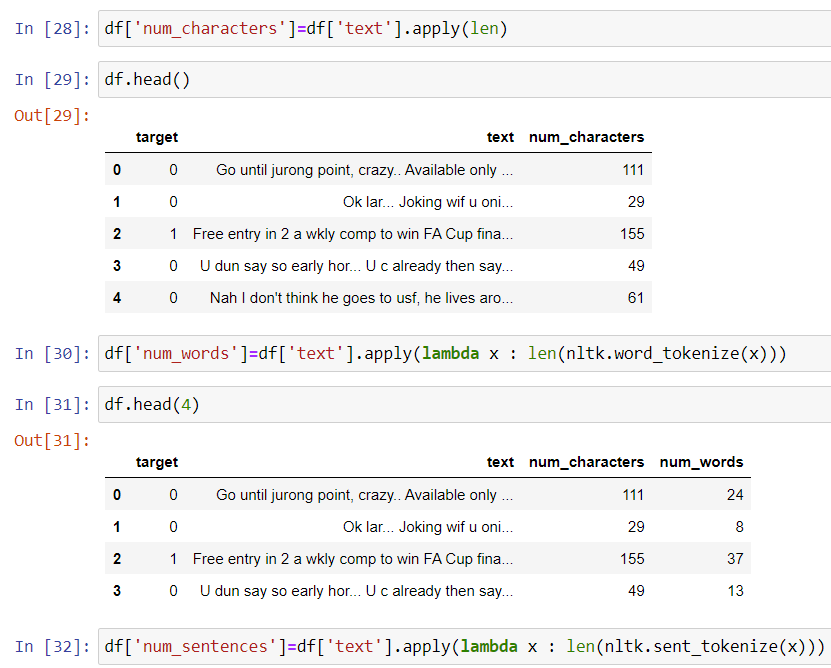 In [28]: df['num_characters']=df['text'].apply(len)
In [29]: df.head()
Out[29]:
target text num_characters
0 0 Go until jurong point, crazy.. Available only ... 111
1 0 Ok lar... Joking wif u oni... 29
2 1 Free entry in 2 a wkly comp to win FA Cup fina... 155
3 0 U dun say so early hor... U c already then say... 49
4 0 Nah I don't think he goes to usf, he lives aro... 61
In [30]: df['num_words']=df['text'].apply(lambda x : len(nltk.word_tokenize(x)))
In [31]: df.head(4)
Out[31]:
target text num_characters num_words
0 0 Go until jurong point, crazy.. Available only ... 111 24
1 0 Ok lar... Joking wif u oni... 29 8
2 1 Free entry in 2 a wkly comp to win FA Cup fina... 155 37
3 0 U dun say so early hor... U c already then say... 49 13
In [32]: df['num_sentences']=df['text'].apply(lambda x : len(nltk.sent_tokenize(x)))